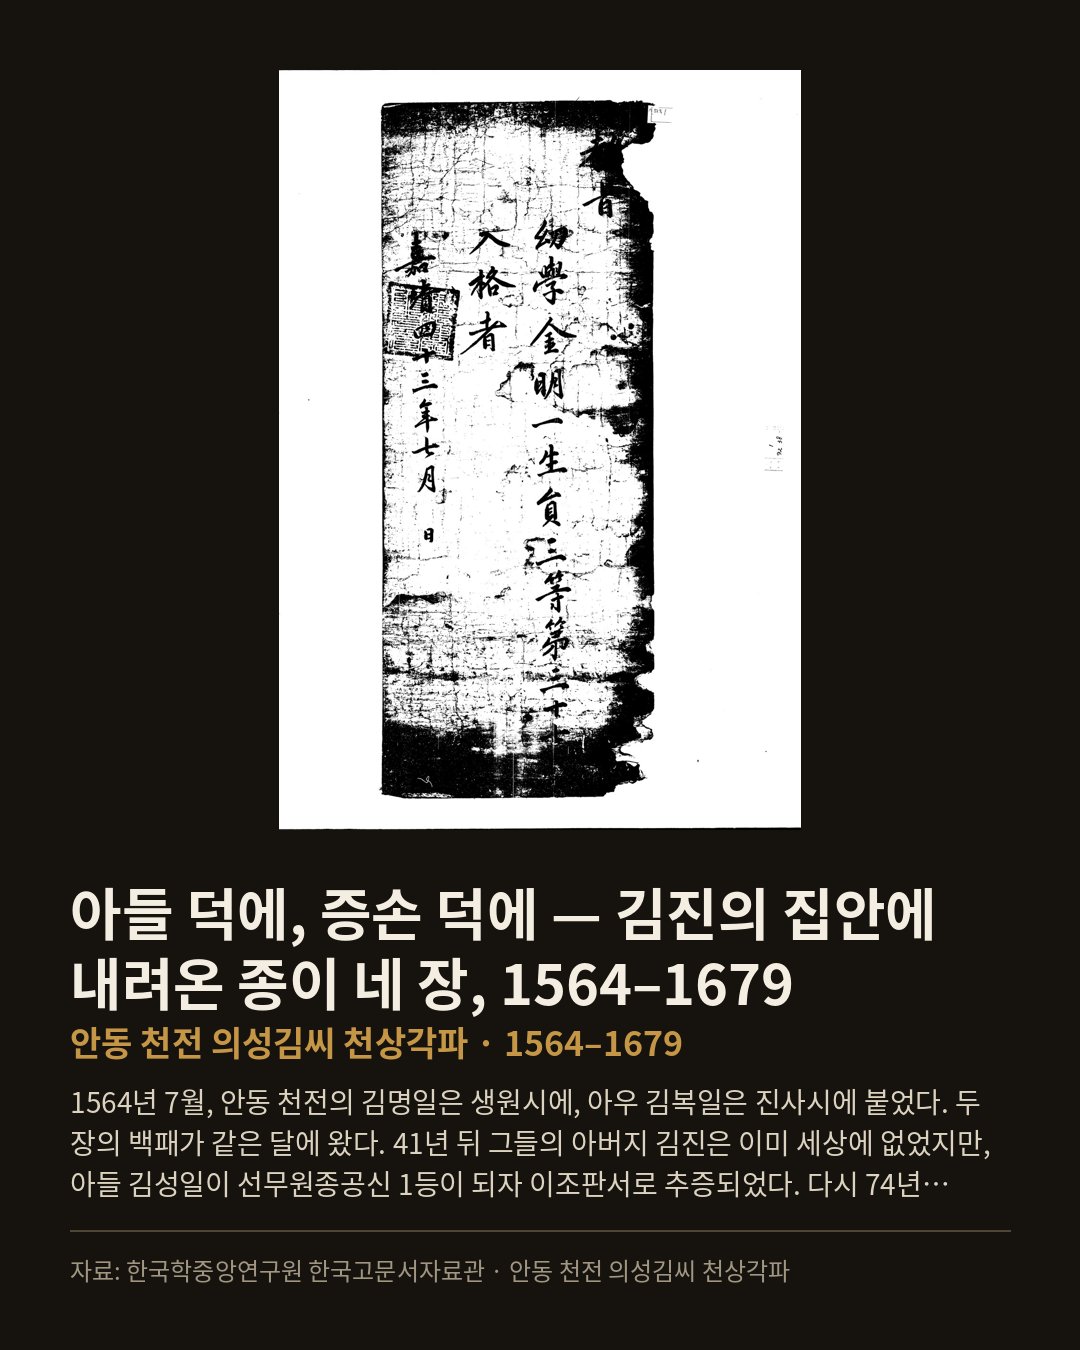 敎旨
幼學金明一生員三等第三十
入格者
嘉靖四十三年七月 日
아들 덕에, 증손 덕에 — 김진의 집안에
내려온 종이 네 장, 1564–1679
안동 천전 의성김씨 천상각파 · 1564–1679
1564년 7월, 안동 천전의 김명일은 생원시에, 아우 김복일은 진사시에 붙었다. 두
장의 백패가 같은 달에 왔다. 41년 뒤 그들의 아버지 김진은 이미 세상에 없었지만,
아들 김성일이 선무원종공신 1등이 되자 이조판서로 추증되었다. 다시 74년…
자료: 한국학중앙연구원 한국고문서자료관 · 안동 천전 의성김씨 천상각파